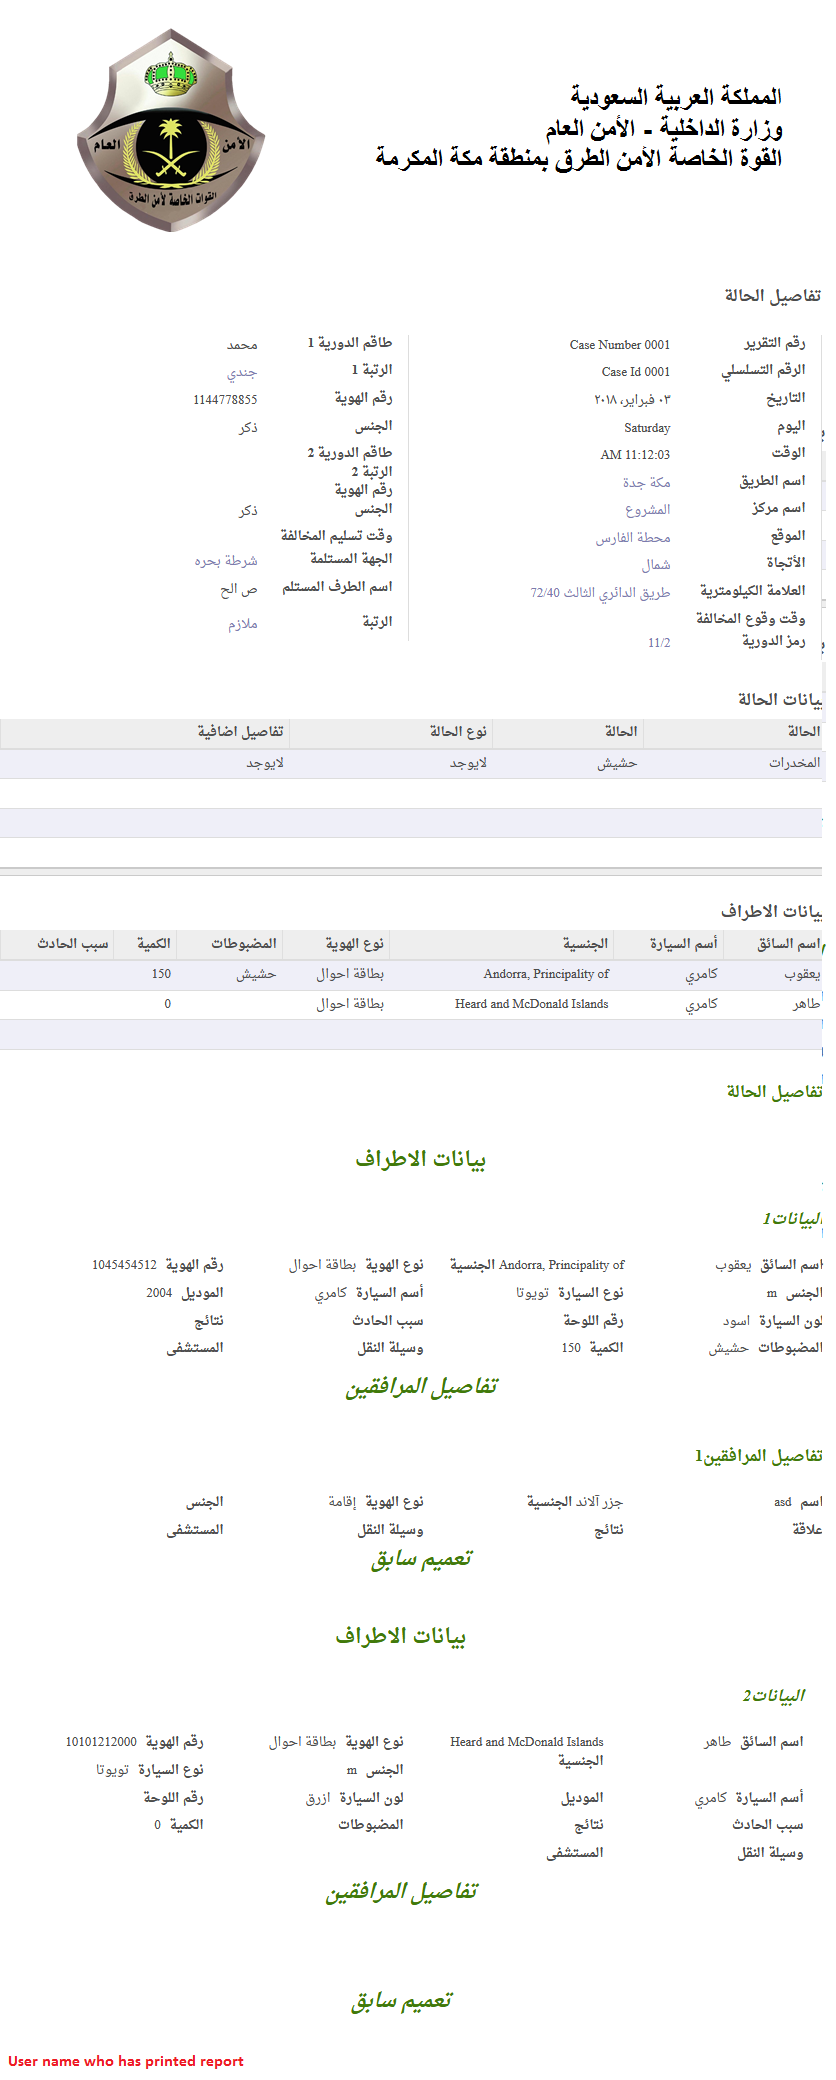 الأمن العام
القوات الخاصة لأمن الطرق
المملكة العربية السعودية
وزارة الداخلية - الأمن العام
القوة الخاصة الأمن الطرق بمنطقة مكة المكرمة
تفاصيل الحالة
رقم التقرير Case Number 0001
الرقم التسلسلي Case Id 0001
التاريخ ٠٣ فبراير، ٢٠١٨
اليوم Saturday
الوقت AM 11:12:03
اسم الطريق مكة جدة
اسم مركز المشروع
الموقع محطة الفارس
الأتجاة شمال
العلامة الكيلومترية طريق الدائري الثالث 72/40
وقت وقوع المخالفة
رمز الدورية 11/2
طاقم الدورية 1 محمد
الرتبة 1 جندي
رقم الهوية 1144778855
الجنس ذكر
طاقم الدورية 2
الرتبة 2
رقم الهوية
الجنس ذكر
وقت تسليم المخالفة
الجهة المستلمة شرطة بحره
اسم الطرف المستلم ص الح
الرتبة ملازم
بيانات الحالة
الحالة الحالة نوع الحالة تفاصيل اضافية
المخدرات حشيش لايوجد لايوجد
بيانات الاطراف
اسم السائق أسم السيارة الجنسية نوع الهوية المضبوطات الكمية سبب الحادث
يعقوب كامري Andorra, Principality of بطاقة احوال حشيش 150
طاهر كامري Heard and McDonald Islands بطاقة احوال 0
تفاصيل الحالة
بيانات الاطراف
البيانات1
اسم السائق يعقوب Andorra, Principality of الجنسية نوع الهوية بطاقة احوال رقم الهوية 1045454512
الجنس m نوع السيارة تويوتا أسم السيارة كامري الموديل 2004
لون السيارة اسود رقم اللوحة سبب الحادث نتائج
المضبوطات حشيش الكمية 150 وسيلة النقل المستشفى
تفاصيل المرافقين
تفاصيل المرافقين1
اسم asd جزر آلاند الجنسية نوع الهوية إقامة الجنس
علاقة نتائج وسيلة النقل المستشفى
تعميم سابق
بيانات الاطراف
البيانات2
اسم السائق طاهر Heard and McDonald Islands نوع الهوية بطاقة احوال رقم الهوية 10101212000
الجنسية
الجنس m نوع السيارة تويوتا
أسم السيارة كامري الموديل لون السيارة ازرق رقم اللوحة
سبب الحادث نتائج المضبوطات الكمية 0
وسيلة النقل المستشفى
تفاصيل المرافقين
تعميم سابق
User name who has printed report